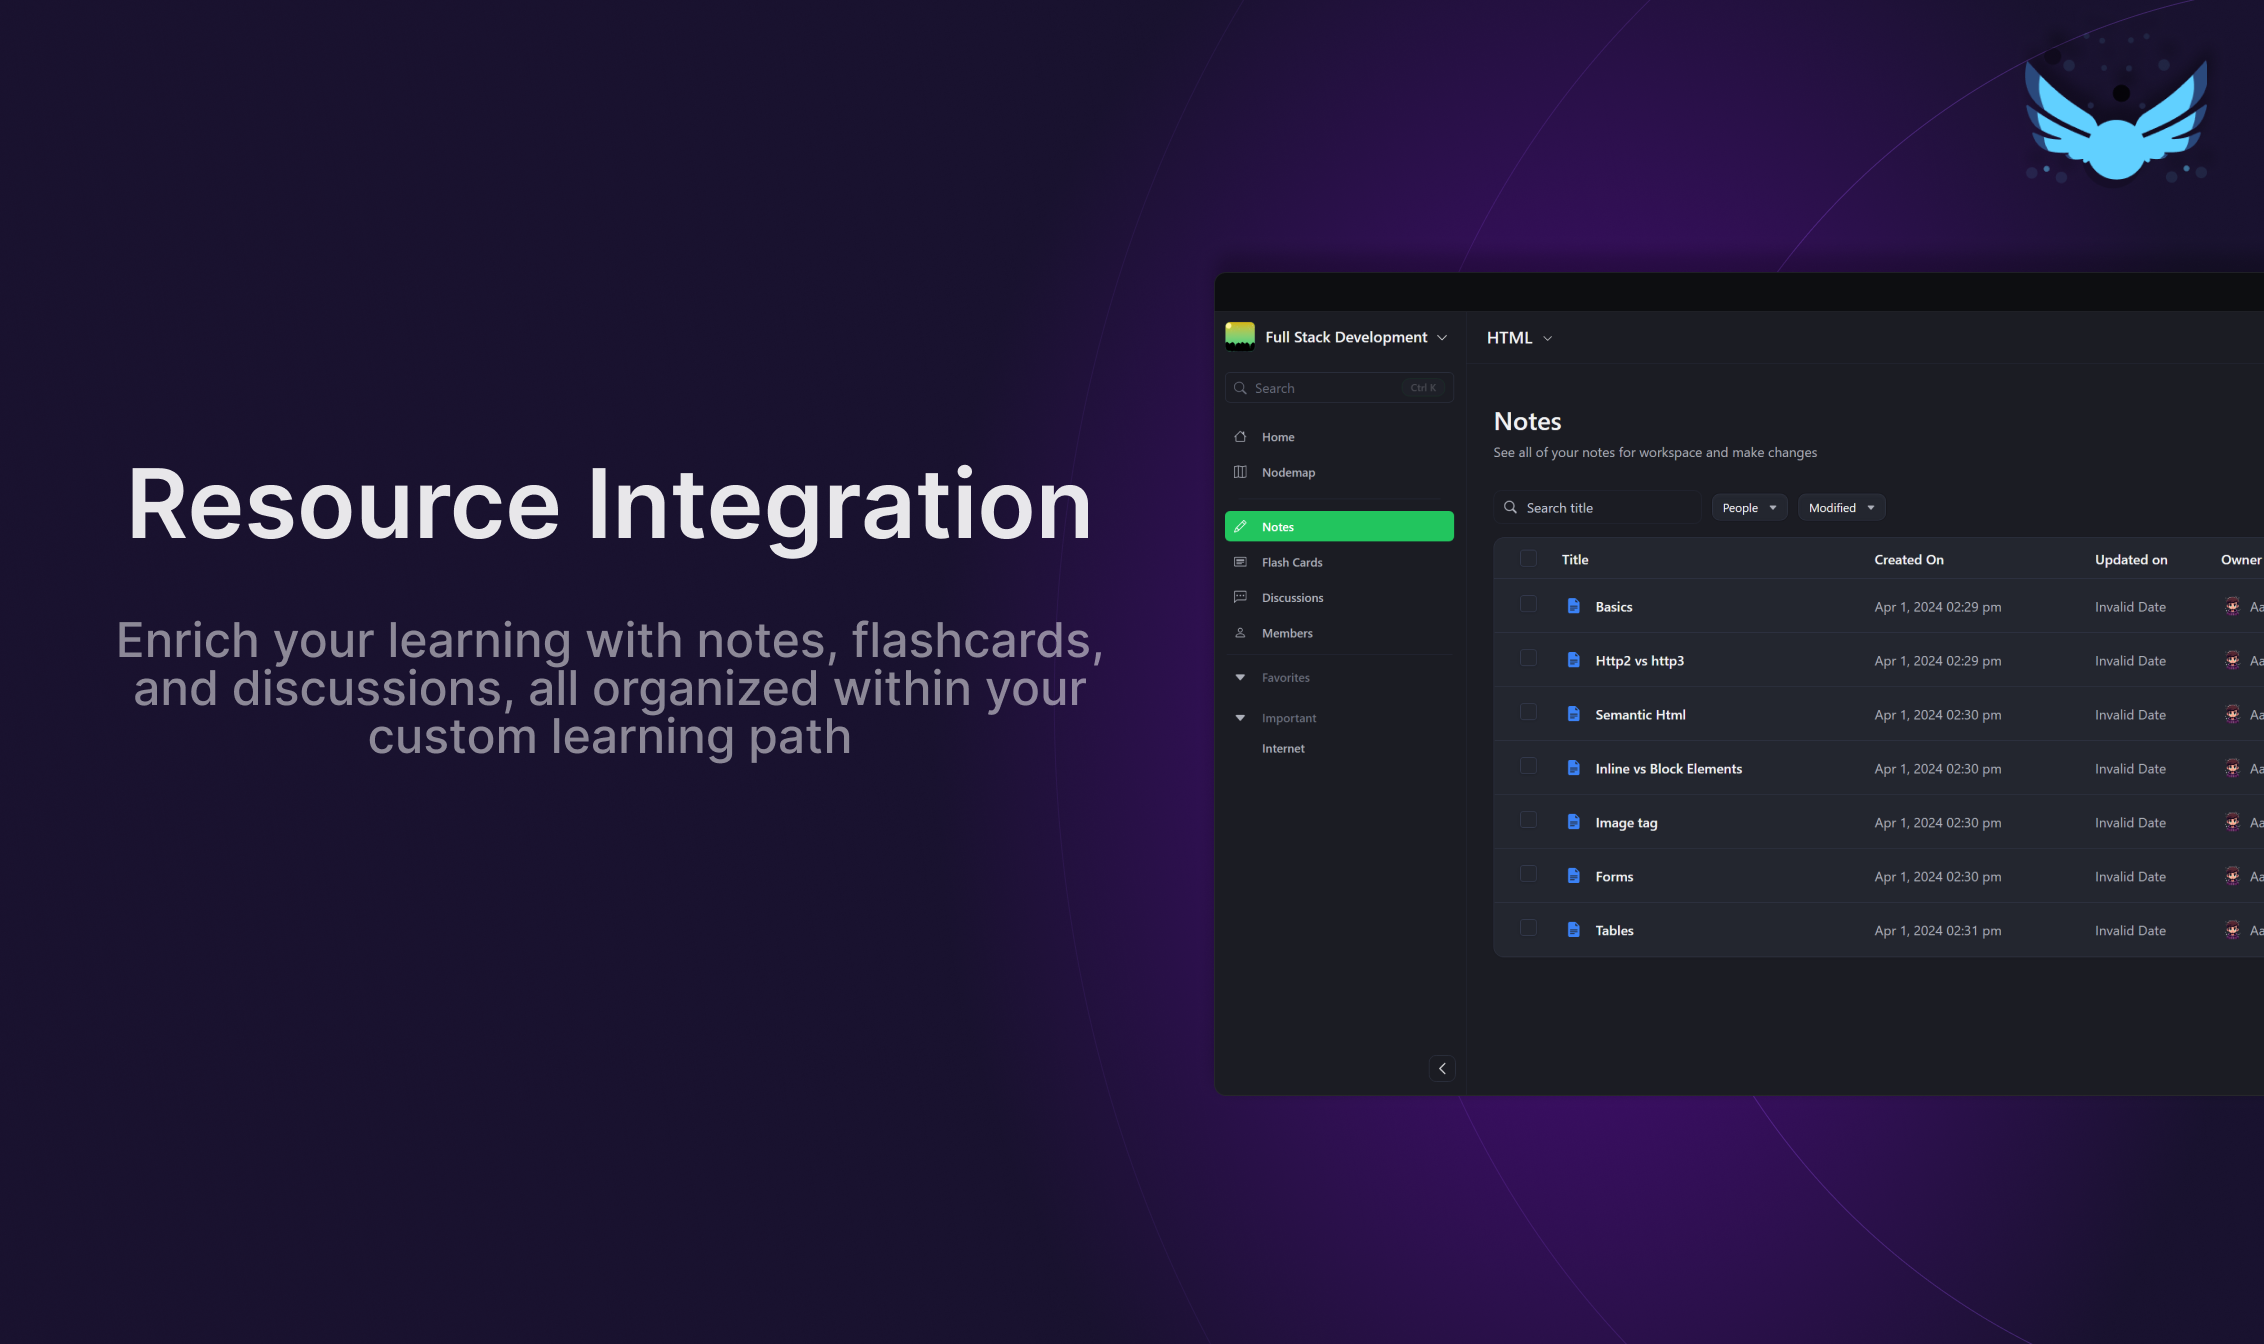 Resource Integration
Enrich your learning with notes, flashcards,
and discussions, all organized within your
custom learning path
Full Stack Development
Search
Ctrl K
Home
Nodemap
Notes
Flash Cards
Discussions
Members
Favorites
Important
Internet
HTML
Notes
See all of your notes for workspace and make changes
Search title
People
Modified
Title Created On Updated on Owner
Basics Apr 1, 2024 02:29 pm Invalid Date Aa
Http2 vs http3 Apr 1, 2024 02:29 pm Invalid Date Aa
Semantic Html Apr 1, 2024 02:30 pm Invalid Date Aa
Inline vs Block Elements Apr 1, 2024 02:30 pm Invalid Date Aa
Image tag Apr 1, 2024 02:30 pm Invalid Date Aa
Forms Apr 1, 2024 02:30 pm Invalid Date Aa
Tables Apr 1, 2024 02:31 pm Invalid Date Aa